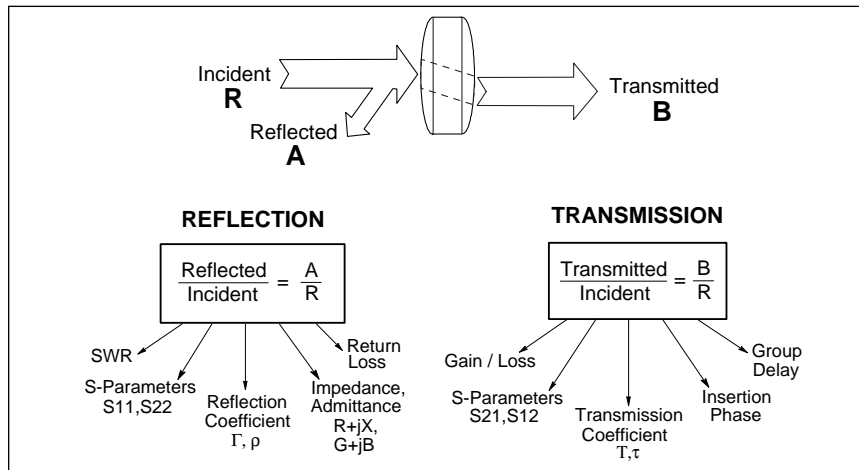 Incident
R
Reflected
A
Transmitted
B
REFLECTION
Reflected
Incident
=
A
R
SWR
S-Parameters
S11,S22
Reflection
Coefficient
Γ, ρ
Impedance,
Admittance
R+jX,
G+jB
Return
Loss
TRANSMISSION
Transmitted
Incident
=
B
R
Gain / Loss
S-Parameters
S21,S12
Transmission
Coefficient
Τ,τ
Insertion
Phase
Group
Delay